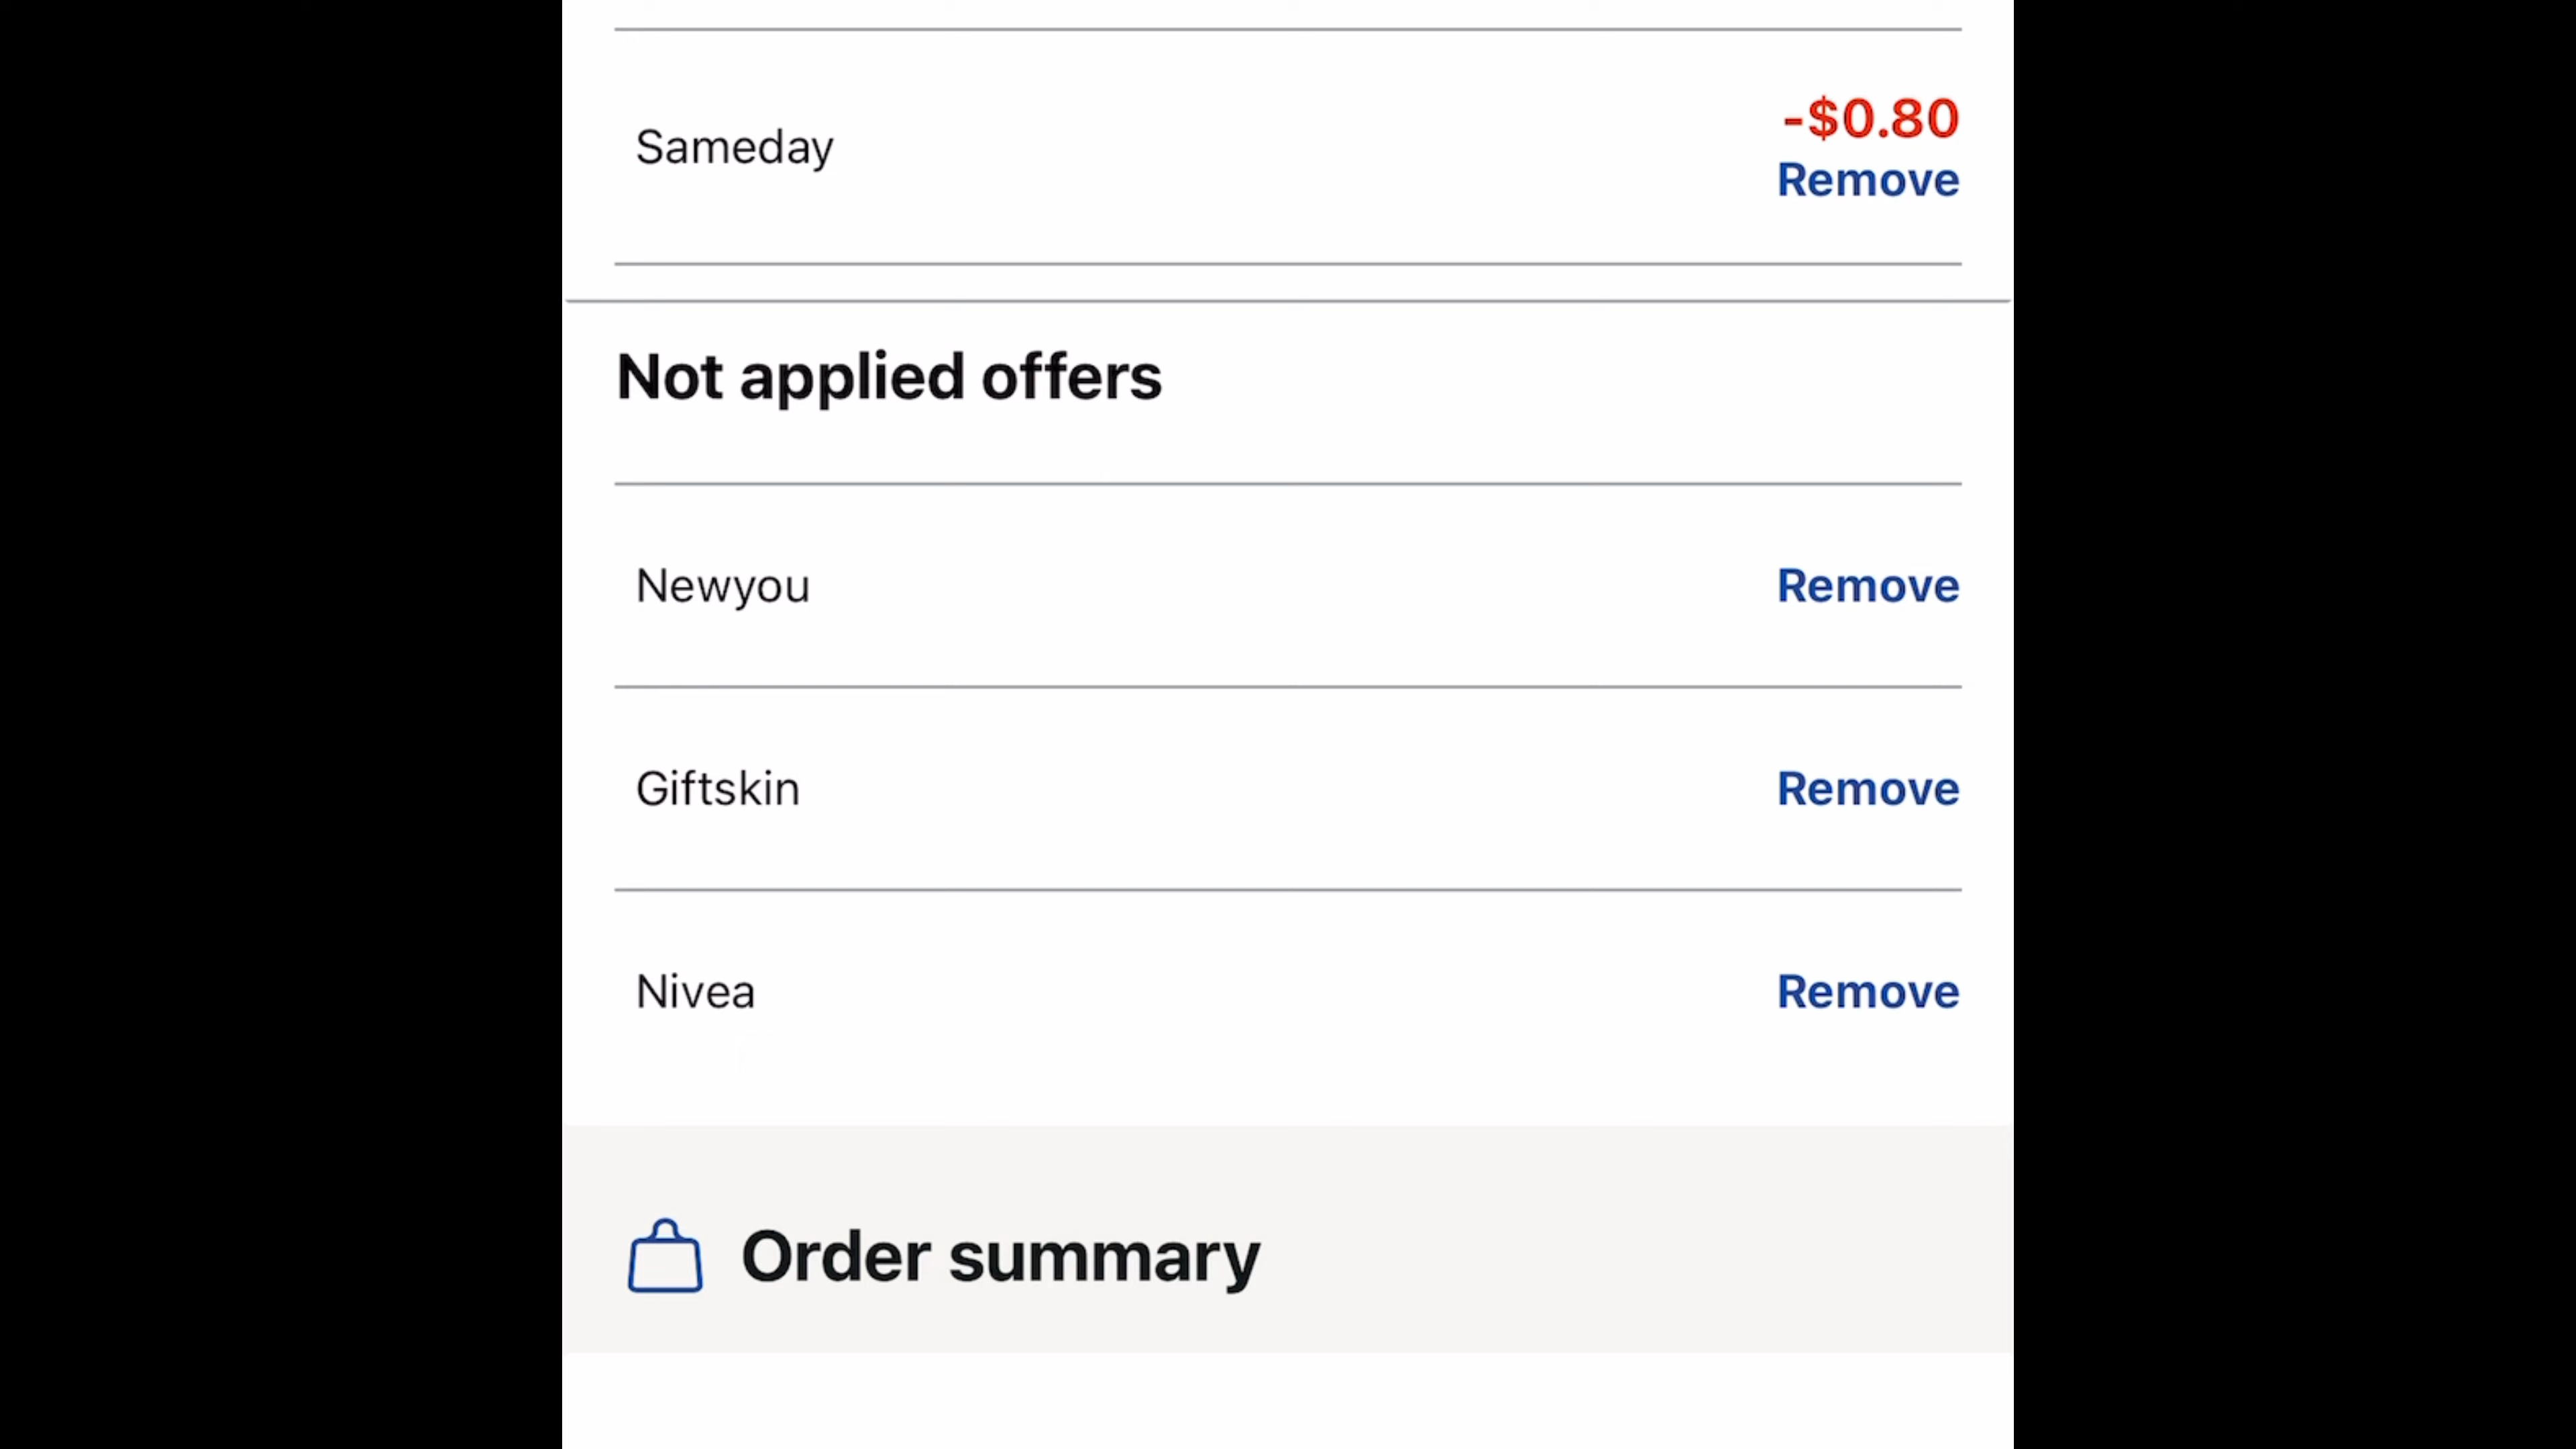 Sameday
-$0.80
Remove
Not applied offers
Newyou
Remove
Giftskin
Remove
Nivea
Remove
Order summary